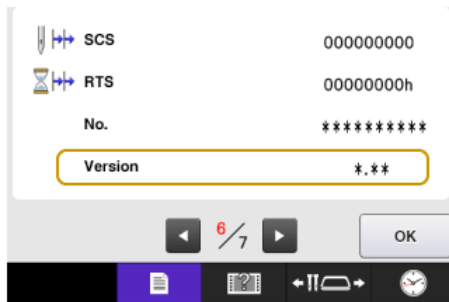 SCS 000000000
RTS 00000000h
No. **********
Version *.**
6/7
OK